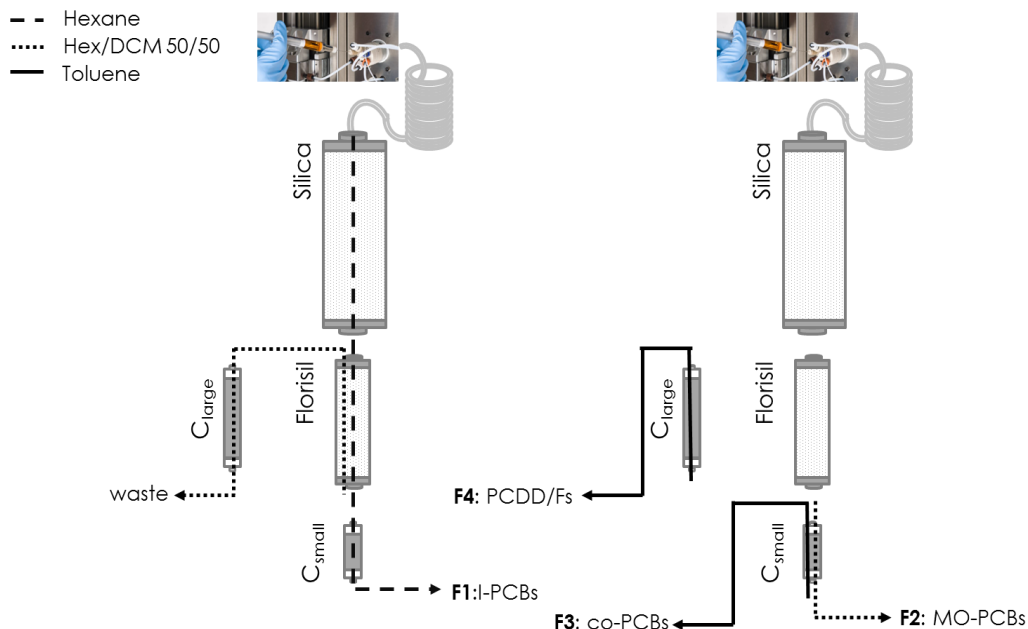 Hexane
Hex/DCM 50/50
Toluene
Silica
Silica
Clarge
Florisil
Clarge
Florisil
waste
F4: PCDD/Fs
Csmall
Csmall
F1:I-PCBs
F3: co-PCBs
F2: MO-PCBs